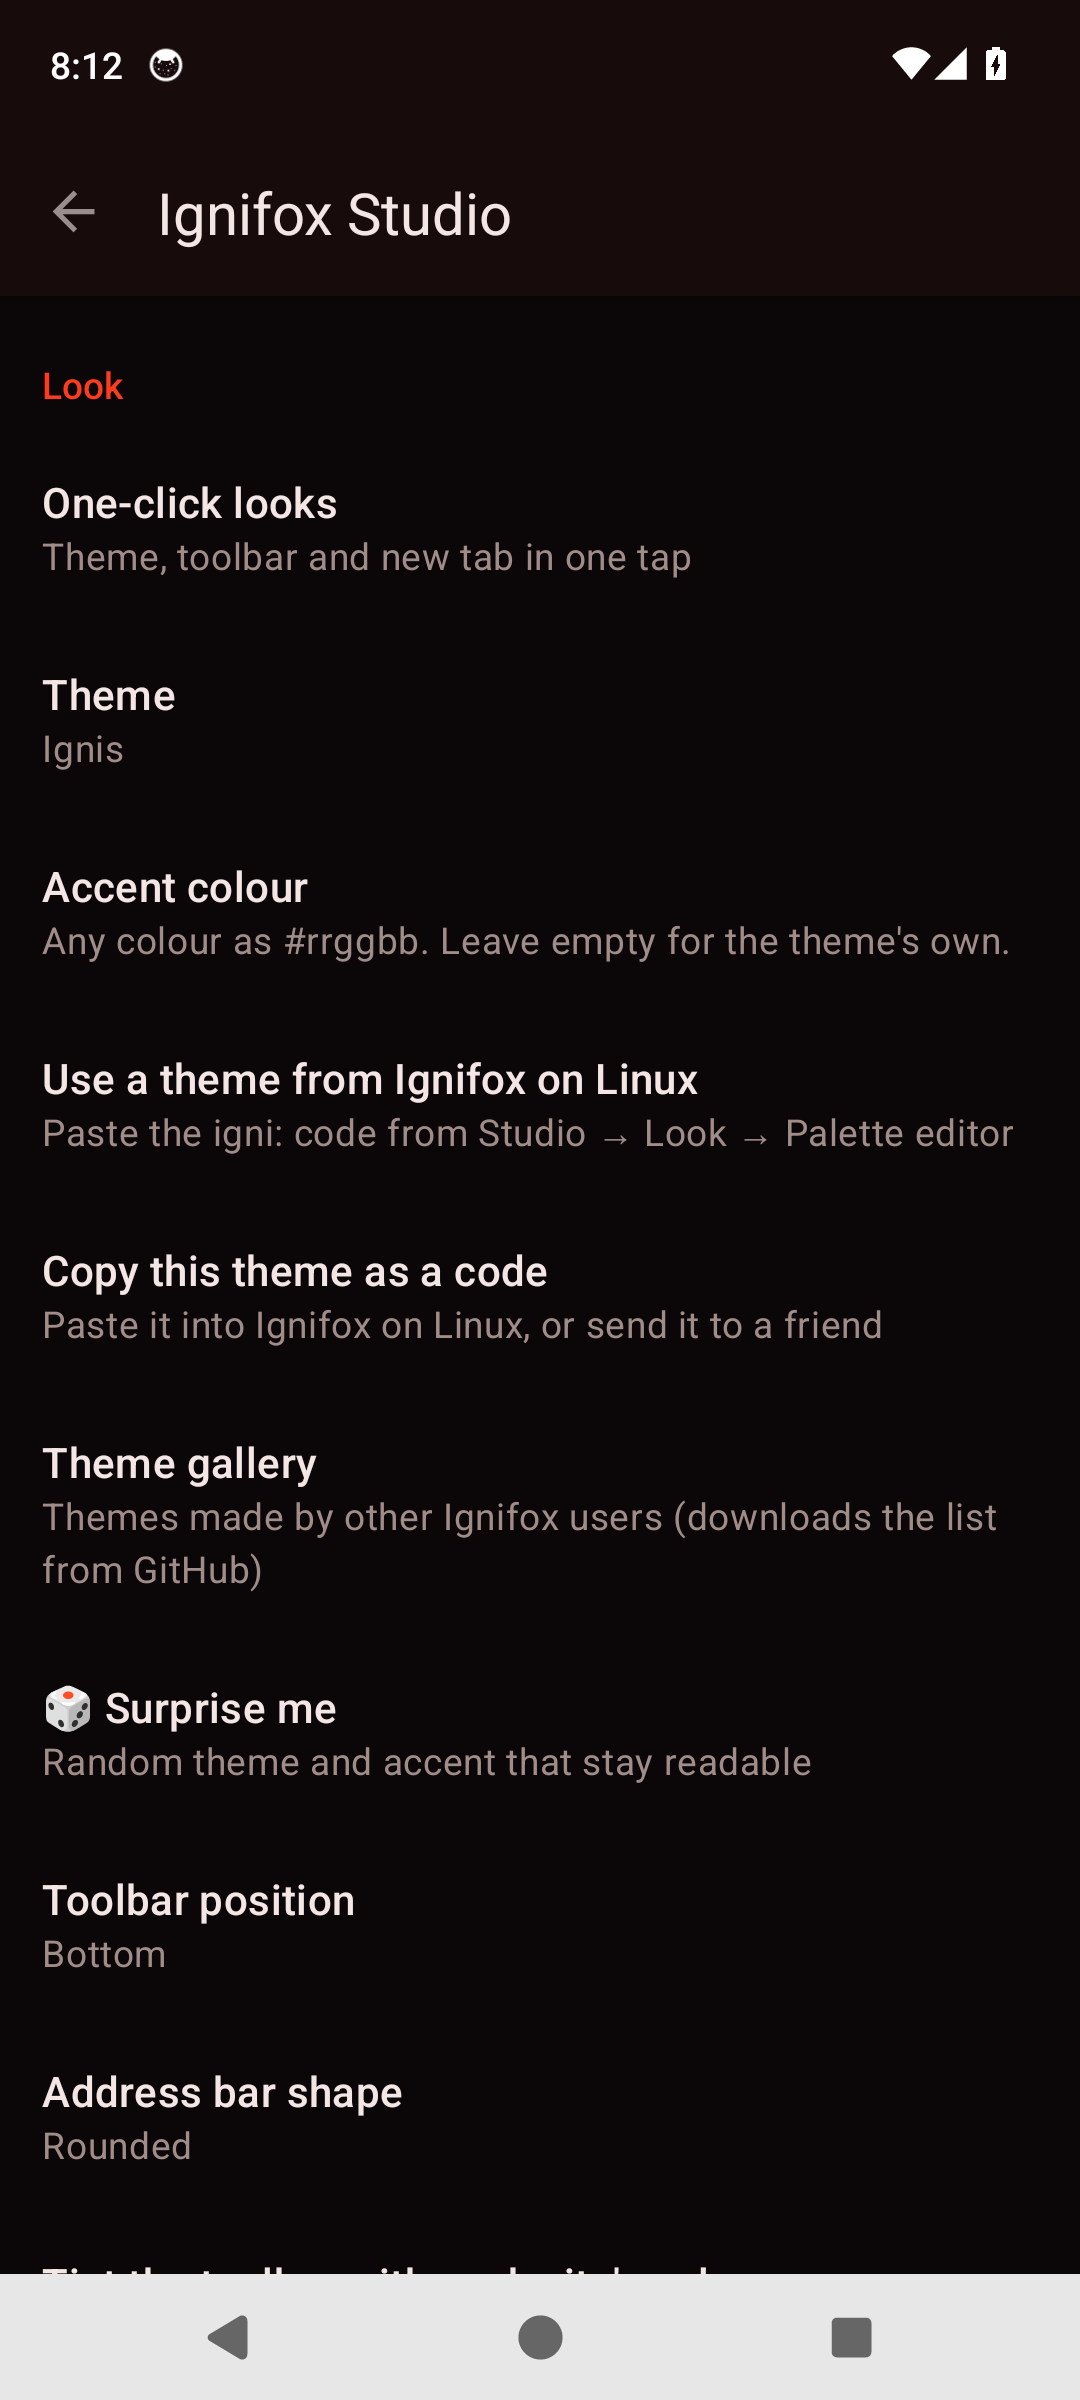 8:12
Ignifox Studio
Look
One-click looks
Theme, toolbar and new tab in one tap
Theme
Ignis
Accent colour
Any colour as #rrggbb. Leave empty for the theme's own.
Use a theme from Ignifox on Linux
Paste the igni: code from Studio → Look → Palette editor
Copy this theme as a code
Paste it into Ignifox on Linux, or send it to a friend
Theme gallery
Themes made by other Ignifox users (downloads the list
from GitHub)
🎲 Surprise me
Random theme and accent that stay readable
Toolbar position
Bottom
Address bar shape
Rounded